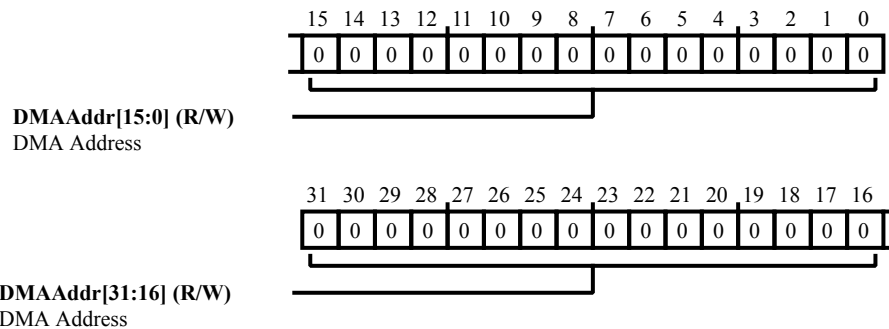 15 14 13 12 11 10 9 8 7 6 5 4 3 2 1 0
0 0 0 0 0 0 0 0 0 0 0 0 0 0 0 0
DMAAddr[15:0] (R/W)
DMA Address
31 30 29 28 27 26 25 24 23 22 21 20 19 18 17 16
0 0 0 0 0 0 0 0 0 0 0 0 0 0 0 0
DMAAddr[31:16] (R/W)
DMA Address